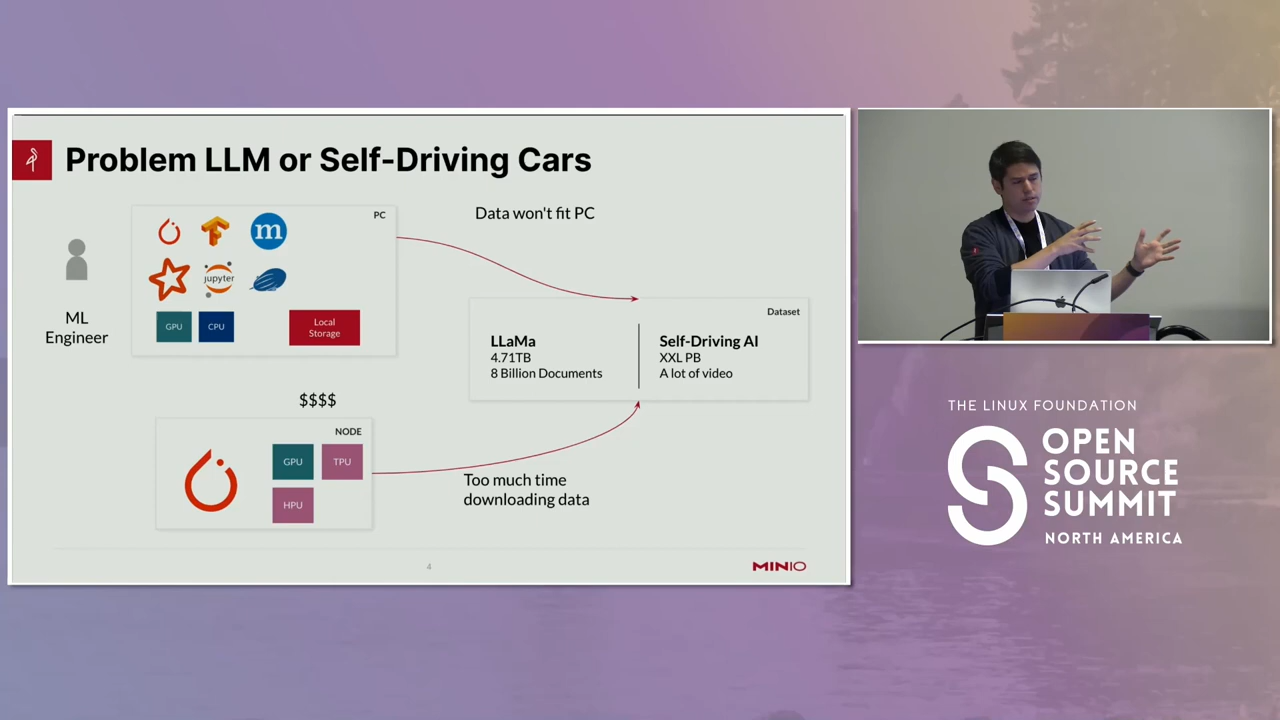 Problem LLM or Self-Driving Cars
PC
Data won't fit PC
m
jupyter
ML
Engineer
GPU
CPU
Local
Storage
Dataset
LLaMa
4.71TB
8 Billion Documents
Self-Driving AI
XXL PB
A lot of video
$$$$
NODE
GPU
TPU
HPU
Too much time
downloading data
4
MINIO
THE LINUX FOUNDATION
OPEN
SOURCE
SUMMIT
NORTH AMERICA